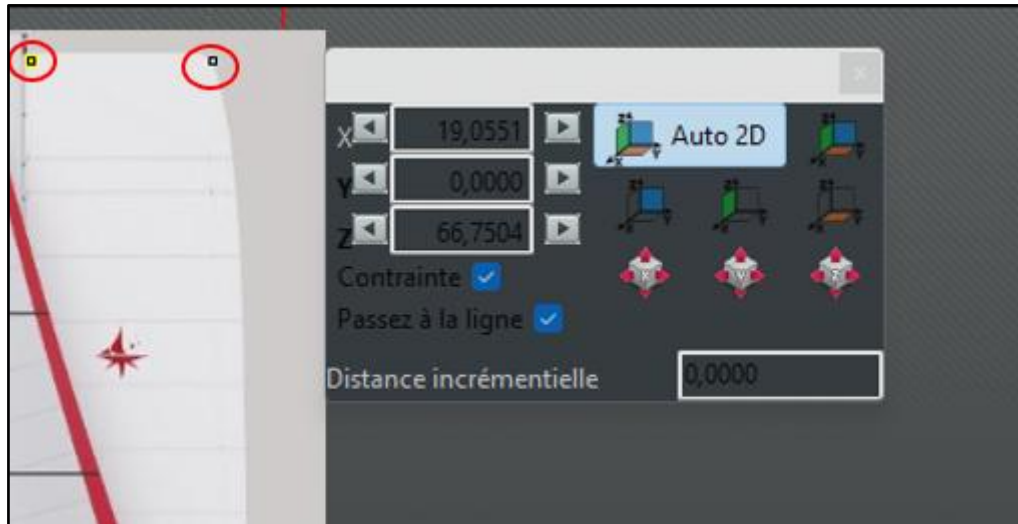 X 19,0551 Auto 2D
Y 0,0000
Z 66,7504
Contrainte
Passez à la ligne
Distance incrémentielle 0,0000